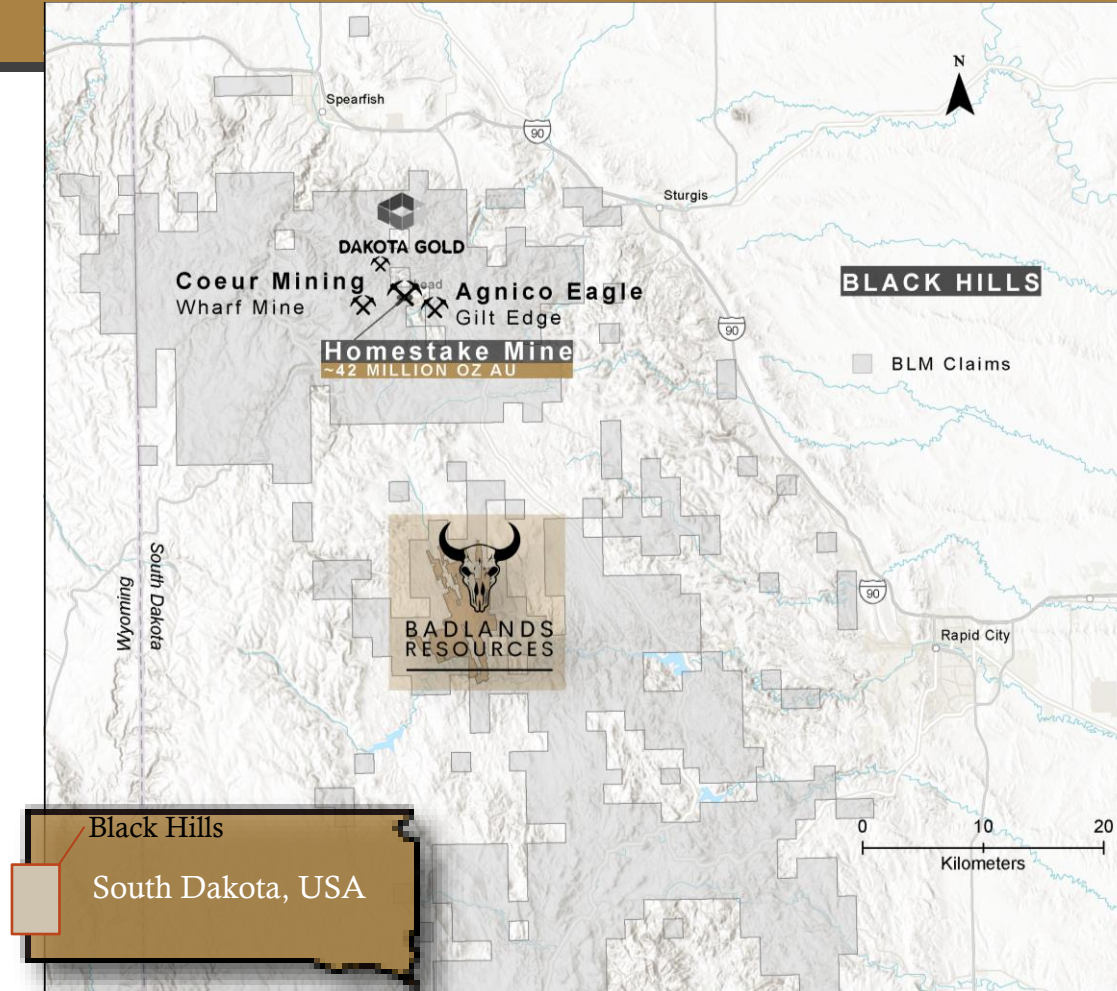 N
Spearfish
90
Sturgis
DAKOTA GOLD
Coeur Mining
Wharf Mine
Agnico Eagle
Gilt Edge
BLACK HILLS
Homestake Mine
~42 MILLION OZ AU
90
BLM Claims
South Dakota
Wyoming
BADLANDS
RESOURCES
90
Rapid City
0 10 20
Kilometers
Black Hills
South Dakota, USA